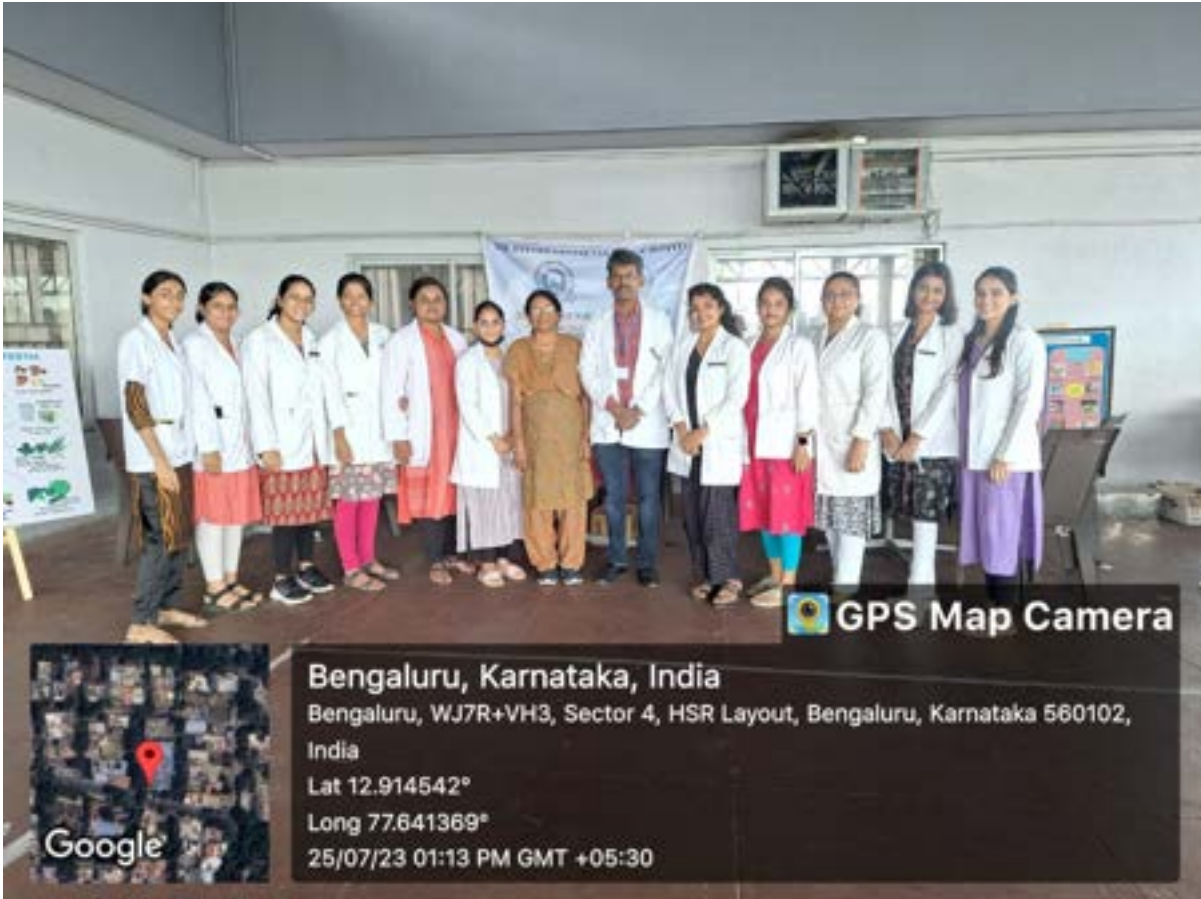 GPS Map Camera
Bengaluru, Karnataka, India
Bengaluru, WJ7R+VH3, Sector 4, HSR Layout, Bengaluru, Karnataka 560102,
India
Lat 12.914542°
Long 77.641369°
25/07/23 01:13 PM GMT +05:30
Google